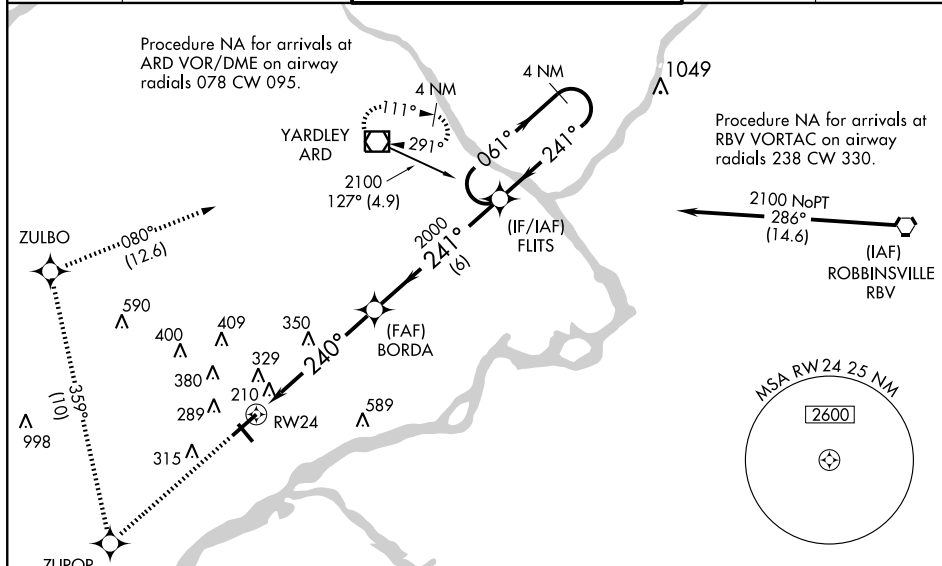 Procedure NA for arrivals at
ARD VOR/DME on airway
radials 078 CW 095.
4 NM
111°
291°
YARDLEY
ARD
2100
127° (4.9)
4 NM
061°
241°
1049
Procedure NA for arrivals at
RBV VORTAC on airway
radials 238 CW 330.
2100 NoPT
286°
(14.6)
(IAF)
ROBBINSVILLE
RBV
(IF/IAF)
FLITS
2000
241°
(6)
ZULBO
080°
(12.6)
(FAF)
BORDA
240°
590
400
409
350
380
329
210
289
RW24
589
315
998
359°
(10)
MSA RW24 25 NM
2600